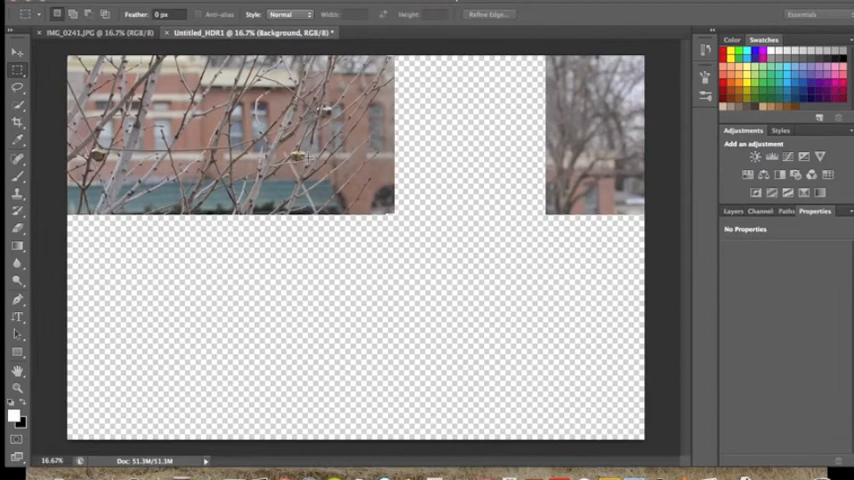 Feather: 0 px Anti-alias Style: Normal Width: Height: Refine Edge... Essentials
IMG_0241.JPG @ 16.7% (RGB/8) Untitled_HDR1 @ 16.7% (Background, RGB/8) *
Color Swatches
Adjustments Styles
Add an adjustment
Layers Channel Paths Properties
No Properties
16.67% Doc: 51.3M/51.3M